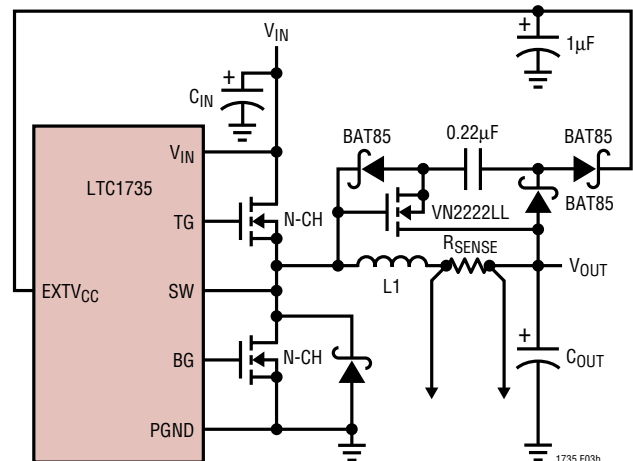 +
1µF
VIN
+
CIN
BAT85
0.22µF
BAT85
VIN
LTC1735
BAT85
VN2222LL
TG
N-CH
RSENSE
VOUT
L1
EXTVCC
SW
+
COUT
BG
N-CH
PGND
1735 F03b